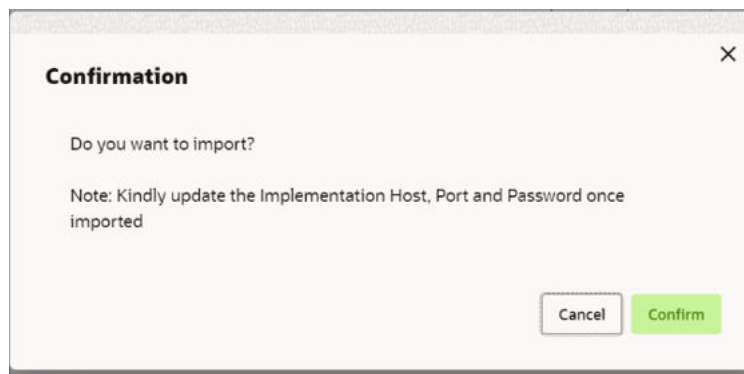 Confirmation
Do you want to import?
Note: Kindly update the Implementation Host, Port and Password once
imported
Cancel Confirm